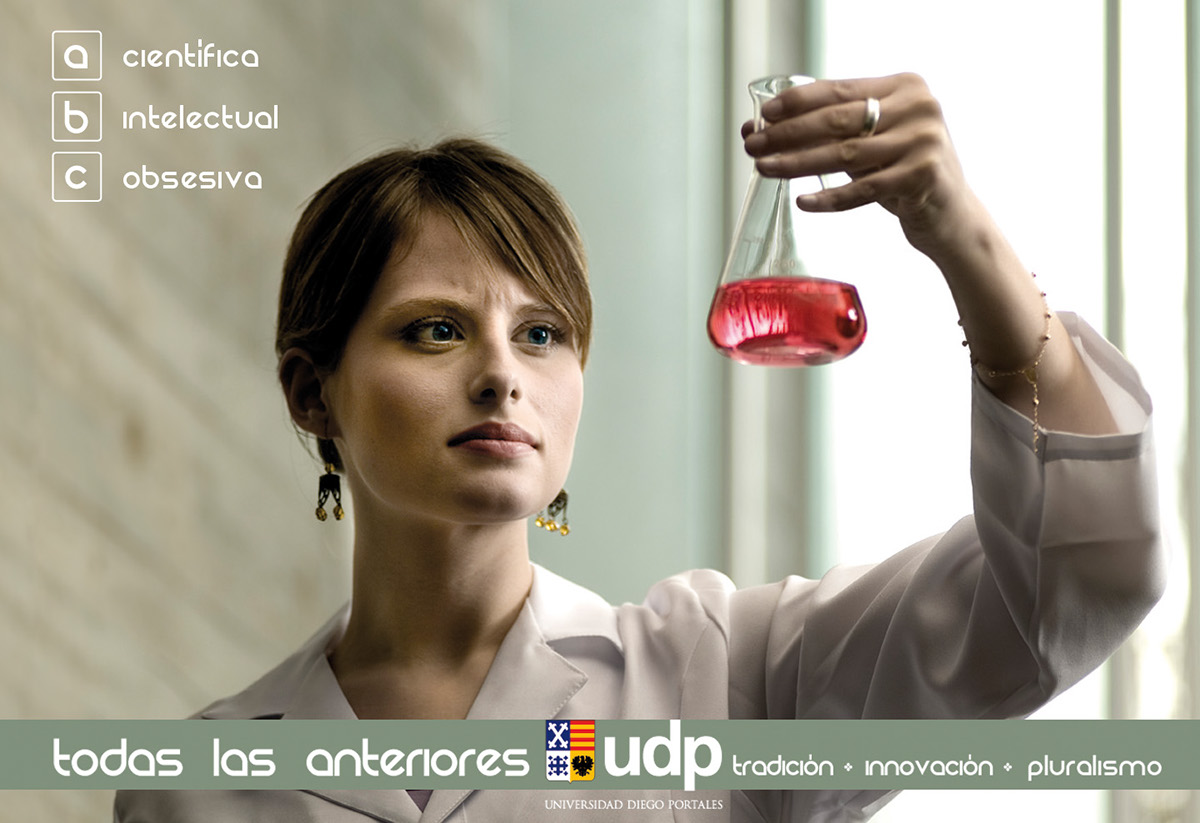 a científica
b intelectual
c obsesiva
todas las anteriores udp tradición + innovación + pluralismo
UNIVERSIDAD DIEGO PORTALES